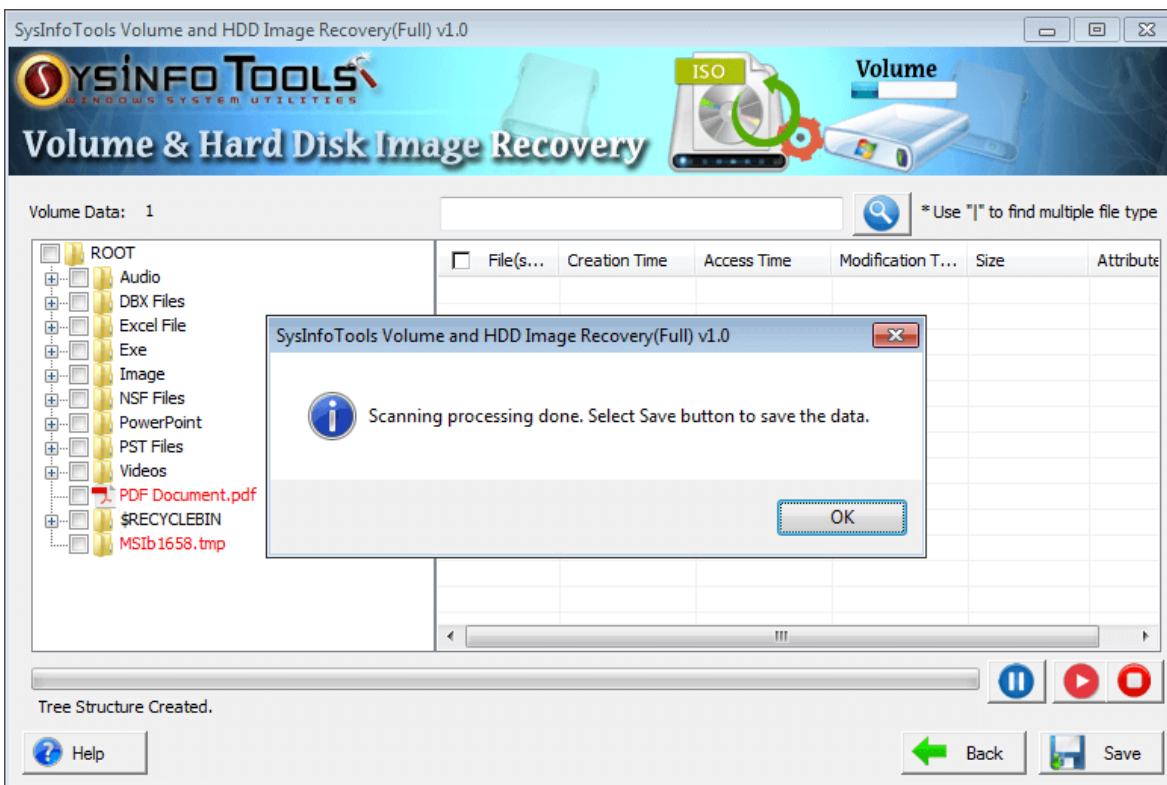 SysInfoTools Volume and HDD Image Recovery(Full) v1.0
SYSINFO TOOLS
WINDOWS SYSTEM UTILITIES
ISO
Volume
Volume & Hard Disk Image Recovery
Volume Data: 1
* Use "|" to find multiple file type
ROOT
Audio
DBX Files
Excel File
Exe
Image
NSF Files
PowerPoint
PST Files
Videos
PDF Document.pdf
$RECYCLEBIN
MSIb1658.tmp
File(s... Creation Time Access Time Modification T... Size Attribute
SysInfoTools Volume and HDD Image Recovery(Full) v1.0
Scanning processing done. Select Save button to save the data.
OK
Tree Structure Created.
Help
Back
Save